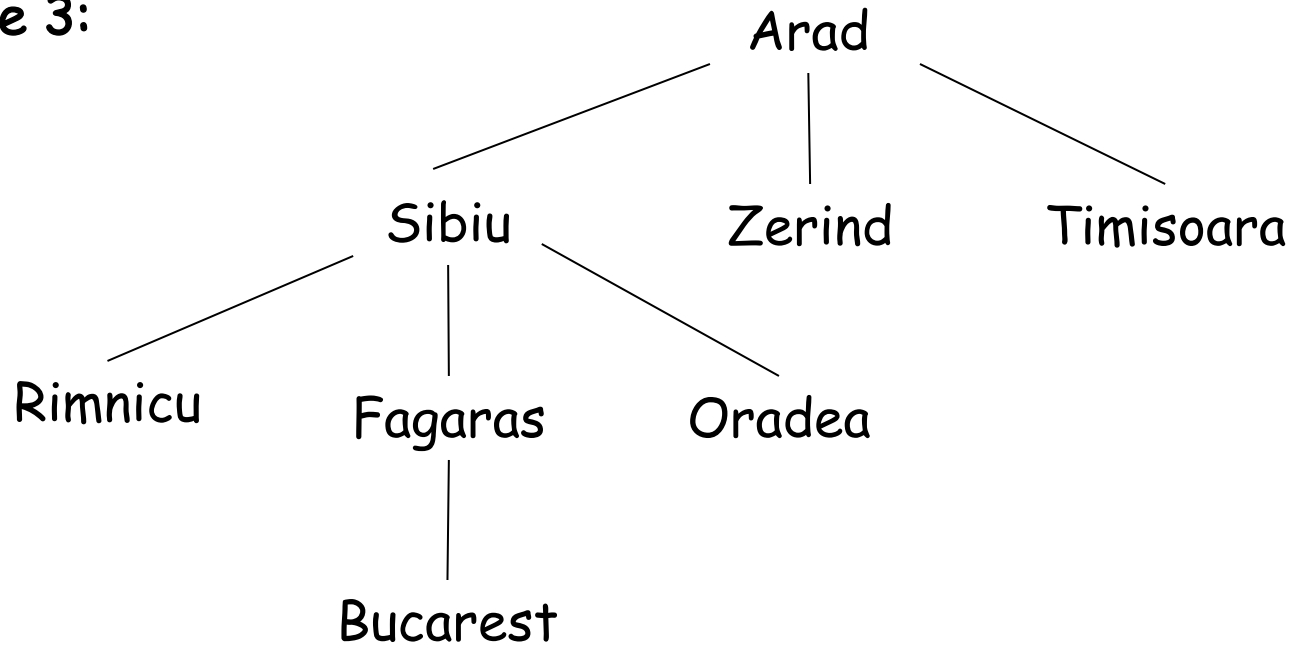 e 3:
Arad
Sibiu Zerind Timisoara
Rimnicu Fagaras Oradea
Bucarest